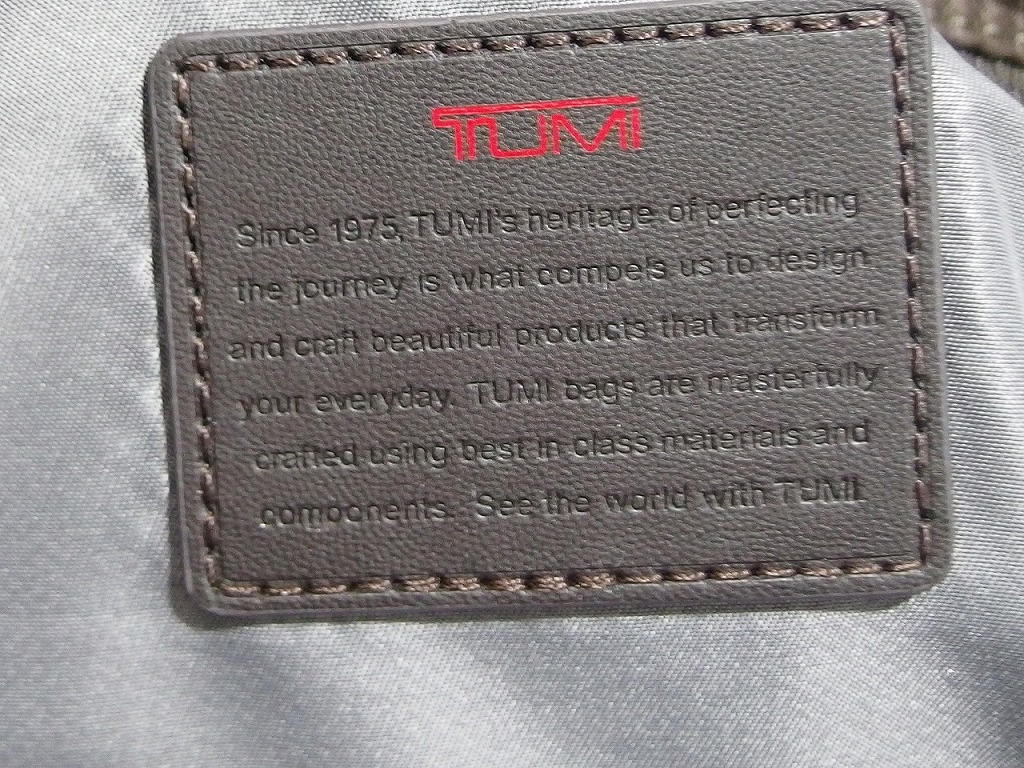 TUMI
Since 1975, TUMI's heritage of perfecting
the journey is what compels us to design
and craft beautiful products that transform
your everyday. TUMI bags are masterfully
crafted using best in class materials and
components. See the world with TUMI.